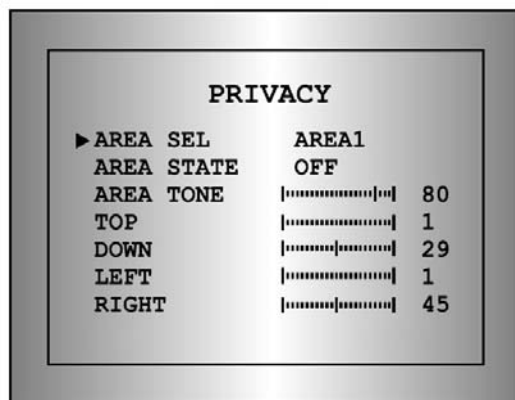 PRIVACY
▶AREA SEL AREA1
AREA STATE OFF
AREA TONE 80
TOP 1
DOWN 29
LEFT 1
RIGHT 45